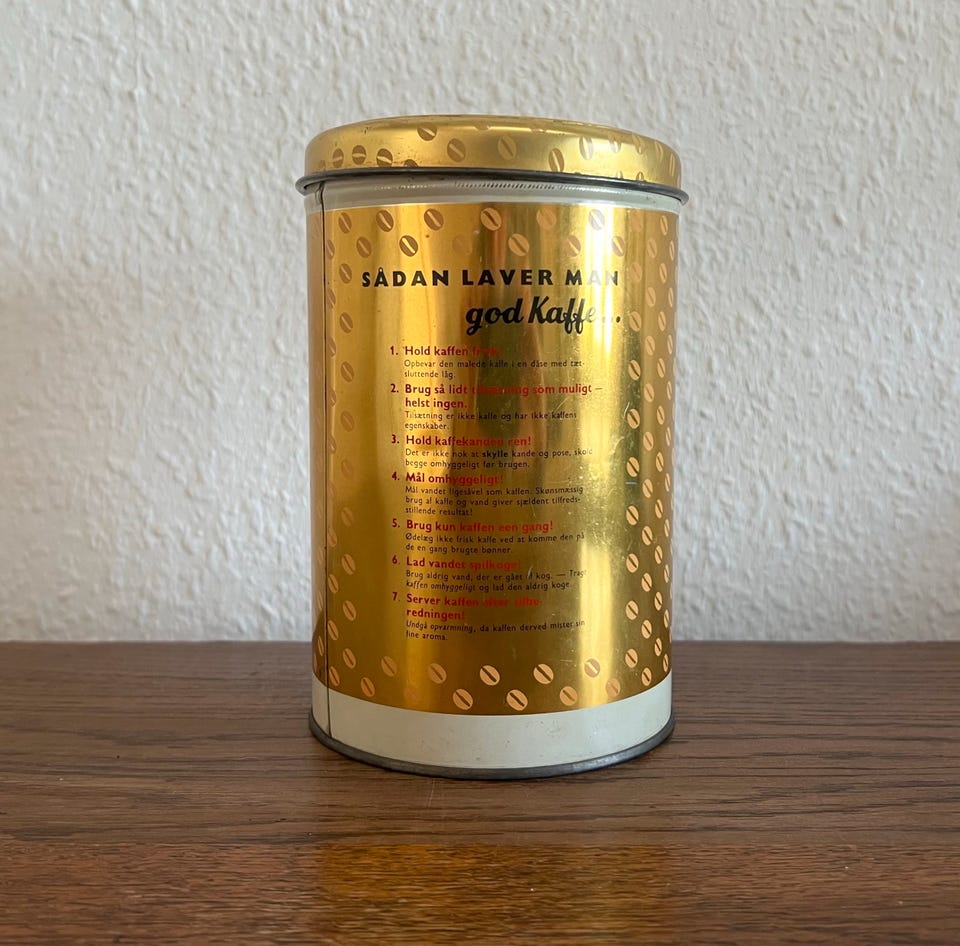 SÅDAN LAVER MAN
god Kaffe...
1. Hold kaffen frisk.
Opbevar den malede kaffe i en dåse med tæt-
sluttende låg.
2. Brug så lidt tilsætning som muligt –
helst ingen.
Tilsætning er ikke kaffe og har ikke kaffens
egenskaber.
3. Hold kaffekanden ren!
Det er ikke nok at skylle kande og pose, skold
begge omhyggeligt før brugen.
4. Mål omhyggeligt!
Mål vandet ligesåvel som kaffen. Skønsmæssig
brug af kaffe og vand giver sjældent tilfreds-
stillende resultat!
5. Brug kun kaffen een gang!
Ødelæg ikke frisk kaffe ved at komme den på
de en gang brugte bønner.
6. Lad vandet spilkoge!
Brug aldrig vand, der er gået af kog. — Tragt
kaffen omhyggeligt og lad den aldrig koge.
7. Server kaffen efter tilbe-
redningen!
Undgå opvarmning, da kaffen derved mister sin
fine aroma.